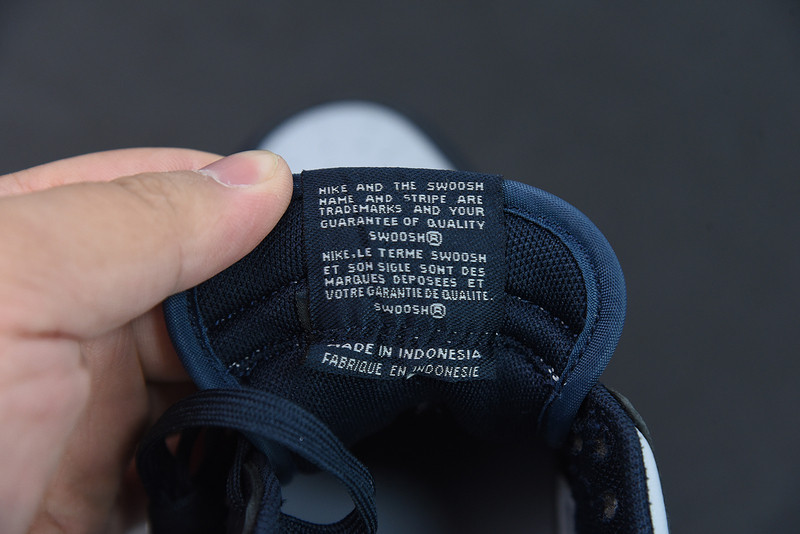 NIKE AND THE SWOOSH
NAME AND STRIPE ARE
TRADEMARKS AND YOUR
GUARANTEE OF QUALITY
SWOOSH®
NIKE.LE TERME SWOOSH
ET SON SIGLE SONT DES
MARQUES DEPOSEES ET
VOTRE GARANTIE DE QUALITE.
SWOOSH®
MADE IN INDONESIA
FABRIQUE EN INDONESIE